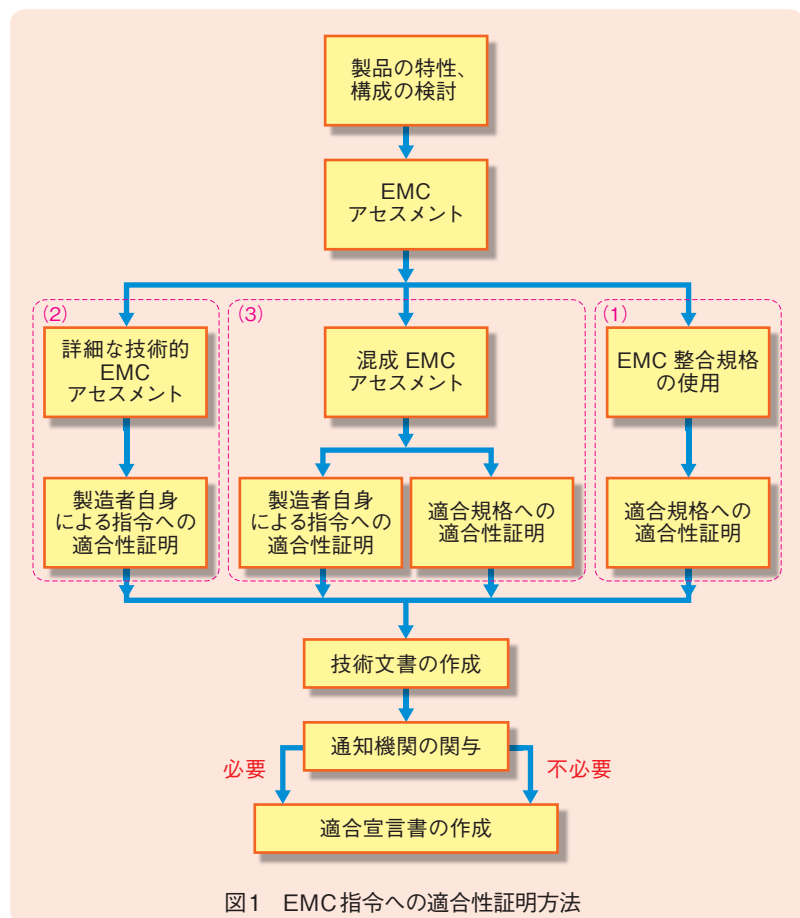 製品の特性、
構成の検討
EMC
アセスメント
(2)
詳細な技術的
EMC
アセスメント
製造者自身
による指令への
適合性証明
(3)
混成 EMC
アセスメント
製造者自身
による指令への
適合性証明
適合規格への
適合性証明
(1)
EMC 整合規格
の使用
適合規格への
適合性証明
技術文書の作成
通知機関の関与
必要
不必要
適合宣言書の作成
図1 EMC指令への適合性証明方法